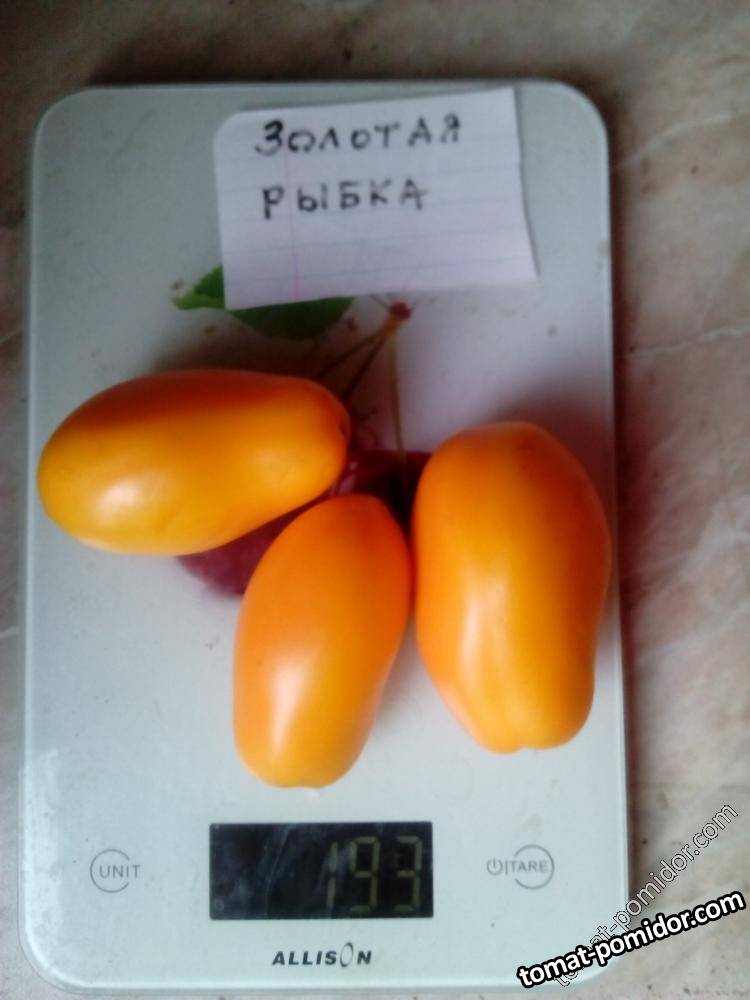 ЗОЛОТАЯ
РЫБКА
UNIT
193
TARE
ALLISON
tomat-pomidor.com
tomat-pomidor.com